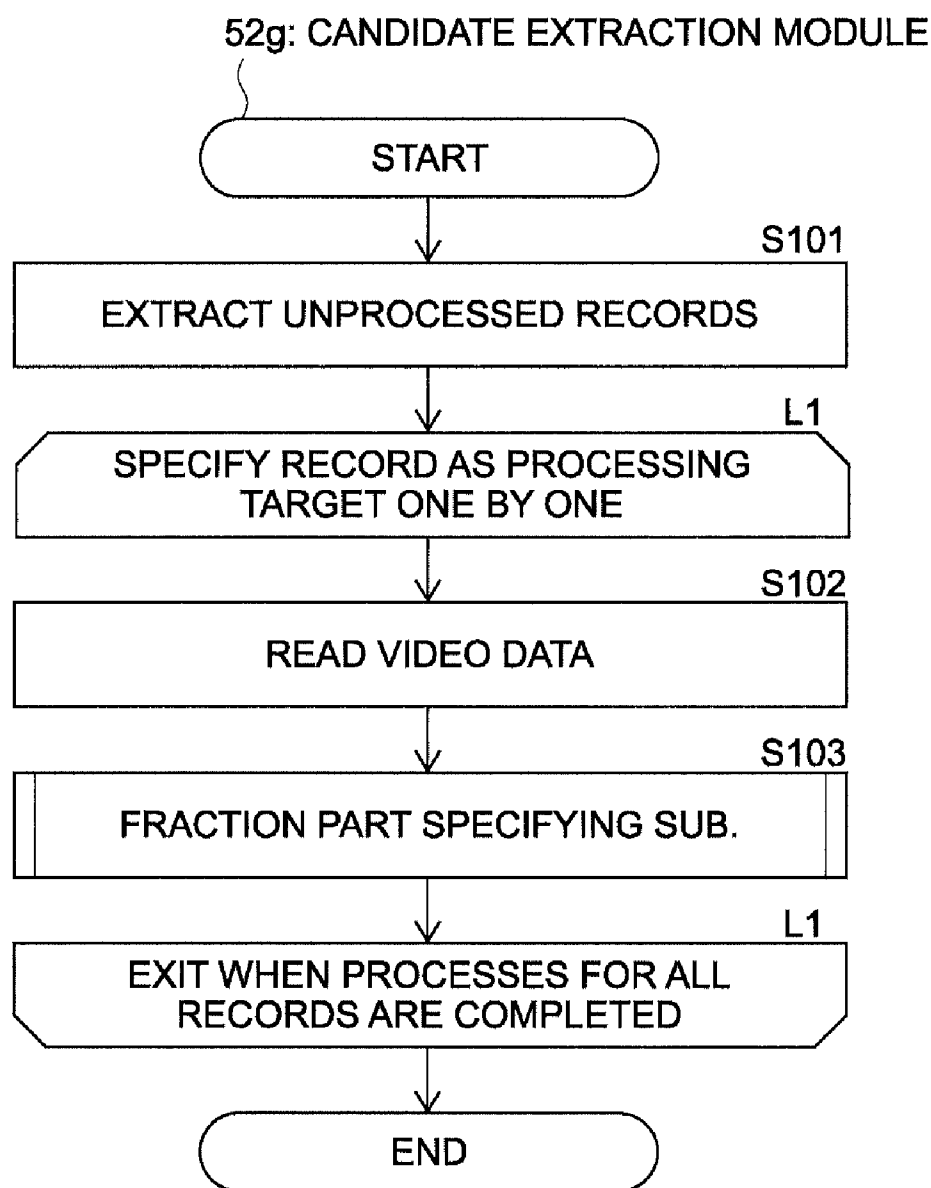 52g: CANDIDATE EXTRACTION MODULE
START
S101
EXTRACT UNPROCESSED RECORDS
L1
SPECIFY RECORD AS PROCESSING
TARGET ONE BY ONE
S102
READ VIDEO DATA
S103
FRACTION PART SPECIFYING SUB.
L1
EXIT WHEN PROCESSES FOR ALL
RECORDS ARE COMPLETED
END